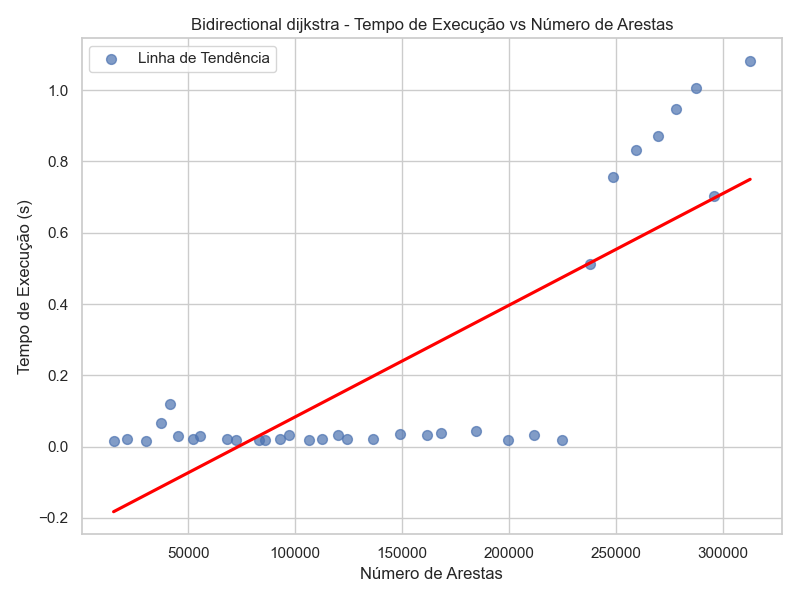 Bidirectional dijkstra - Tempo de Execução vs Número de Arestas
Linha de Tendência
1.0
0.8
0.6
0.4
0.2
0.0
−0.2
Tempo de Execução (s)
50000 100000 150000 200000 250000 300000
Número de Arestas